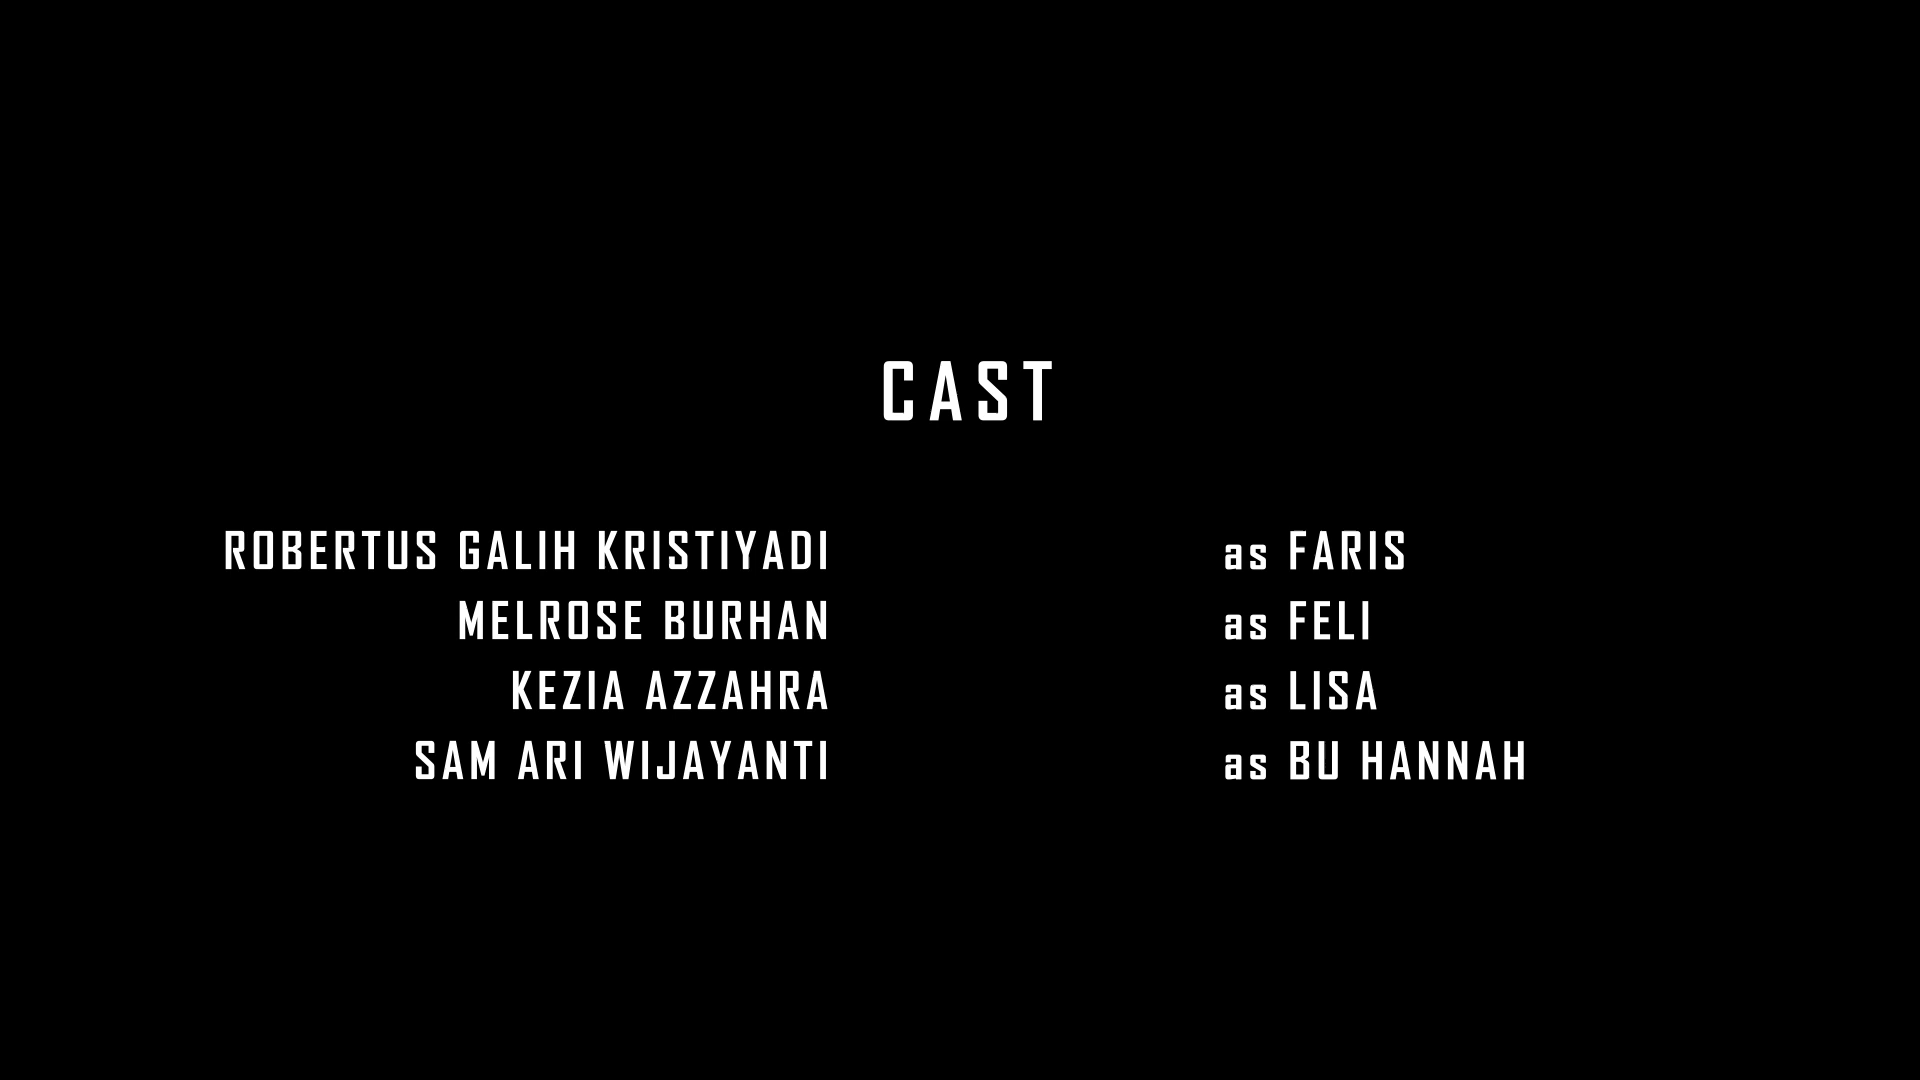 CAST
ROBERTUS GALIH KRISTIYADI as FARIS
MELROSE BURHAN as FELI
KEZIA AZZAHRA as LISA
SAM ARI WIJAYANTI as BU HANNAH